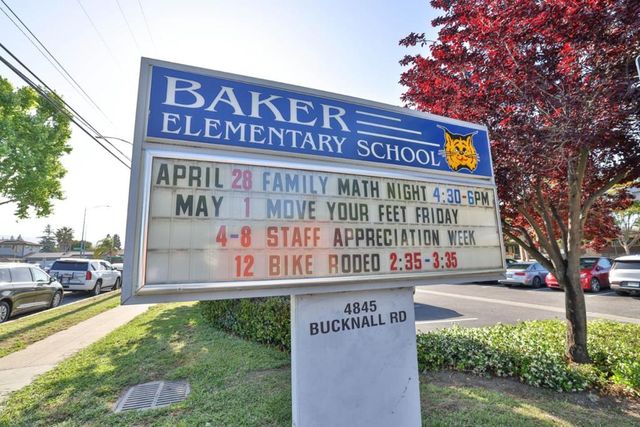 BAKER
ELEMENTARY SCHOOL
APRIL 28 FAMILY MATH NIGHT 4:30-6PM
MAY 1 MOVE YOUR FEET FRIDAY
4-8 STAFF APPRECIATION WEEK
12 BIKE RODEO 2:35-3:35
4845
BUCKNALL RD